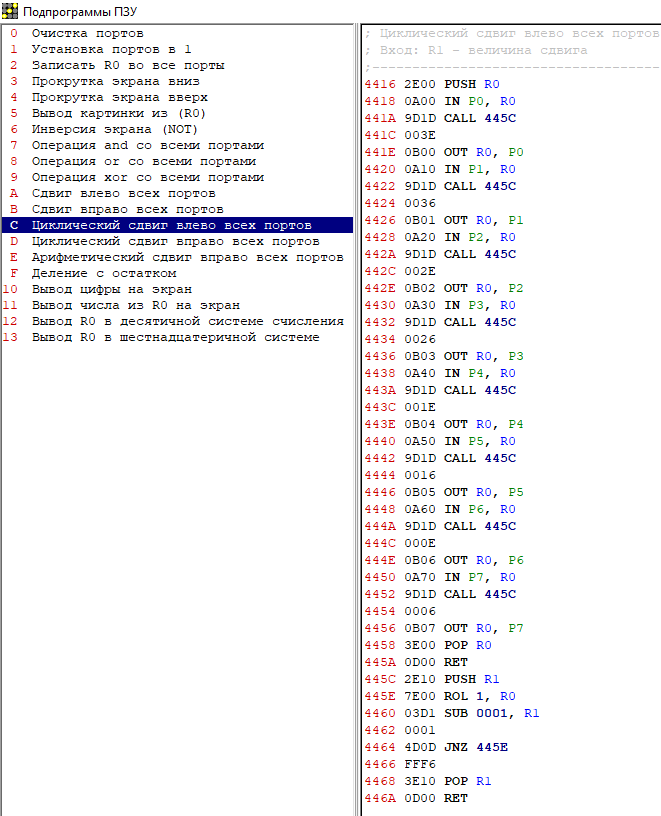 Подпрограммы ПЗУ
0 Очистка портов
1 Установка портов в 1
2 Записать R0 во все порты
3 Прокрутка экрана вниз
4 Прокрутка экрана вверх
5 Вывод картинки из (R0)
6 Инверсия экрана (NOT)
7 Операция and со всеми портами
8 Операция or со всеми портами
9 Операция xor со всеми портами
A Сдвиг влево всех портов
B Сдвиг вправо всех портов
C Циклический сдвиг влево всех портов
D Циклический сдвиг вправо всех портов
E Арифметический сдвиг вправо всех портов
F Деление с остатком
10 Вывод цифры на экран
11 Вывод числа из R0 на экран
12 Вывод R0 в десятичной системе счисления
13 Вывод R0 в шестнадцатеричной системе
; Циклический сдвиг влево всех портов
; Вход: R1 - величина сдвига
;------------------------------------
4416 2E00 PUSH R0
4418 0A00 IN P0, R0
441A 9D1D CALL 445C
441C 003E
441E 0B00 OUT R0, P0
4420 0A10 IN P1, R0
4422 9D1D CALL 445C
4424 0036
4426 0B01 OUT R0, P1
4428 0A20 IN P2, R0
442A 9D1D CALL 445C
442C 002E
442E 0B02 OUT R0, P2
4430 0A30 IN P3, R0
4432 9D1D CALL 445C
4434 0026
4436 0B03 OUT R0, P3
4438 0A40 IN P4, R0
443A 9D1D CALL 445C
443C 001E
443E 0B04 OUT R0, P4
4440 0A50 IN P5, R0
4442 9D1D CALL 445C
4444 0016
4446 0B05 OUT R0, P5
4448 0A60 IN P6, R0
444A 9D1D CALL 445C
444C 000E
444E 0B06 OUT R0, P6
4450 0A70 IN P7, R0
4452 9D1D CALL 445C
4454 0006
4456 0B07 OUT R0, P7
4458 3E00 POP R0
445A 0D00 RET
445C 2E10 PUSH R1
445E 7E00 ROL 1, R0
4460 03D1 SUB 0001, R1
4462 0001
4464 4D0D JNZ 445E
4466 FFF6
4468 3E10 POP R1
446A 0D00 RET